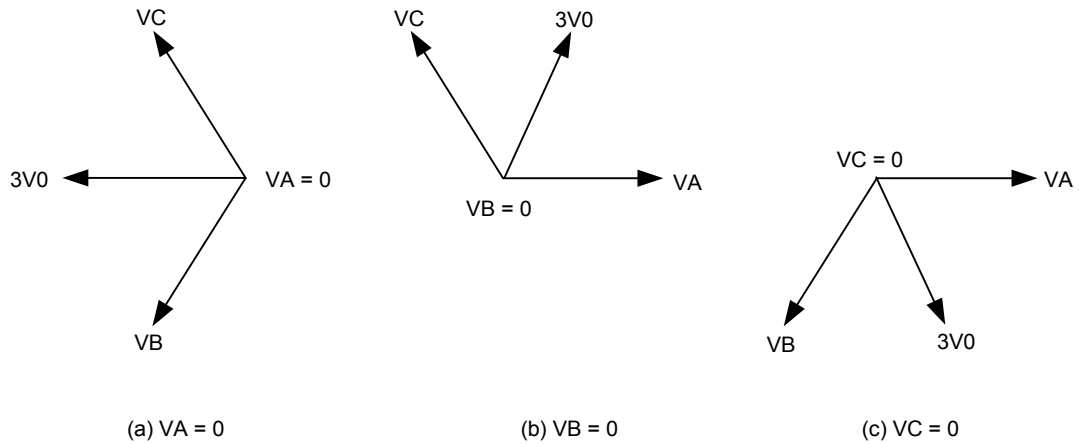 VC
3V0
VA = 0
VB
(a) VA = 0
VC
3V0
VA
VB = 0
(b) VB = 0
VC = 0
VA
VB
3V0
(c) VC = 0